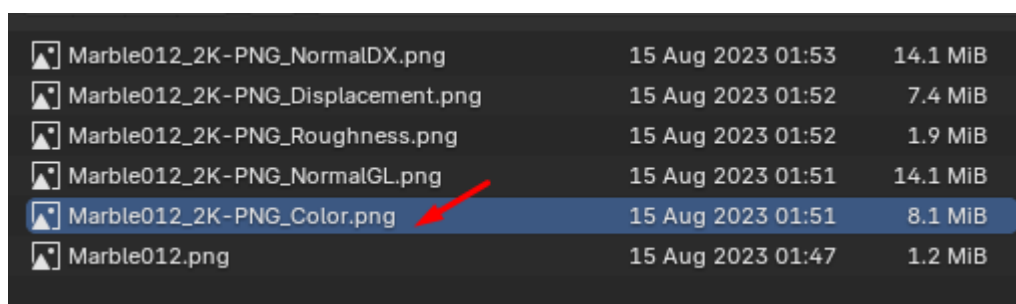 Marble012_2K-PNG_NormalDX.png 15 Aug 2023 01:53 14.1 MiB
Marble012_2K-PNG_Displacement.png 15 Aug 2023 01:52 7.4 MiB
Marble012_2K-PNG_Roughness.png 15 Aug 2023 01:52 1.9 MiB
Marble012_2K-PNG_NormalGL.png 15 Aug 2023 01:51 14.1 MiB
Marble012_2K-PNG_Color.png 15 Aug 2023 01:51 8.1 MiB
Marble012.png 15 Aug 2023 01:47 1.2 MiB